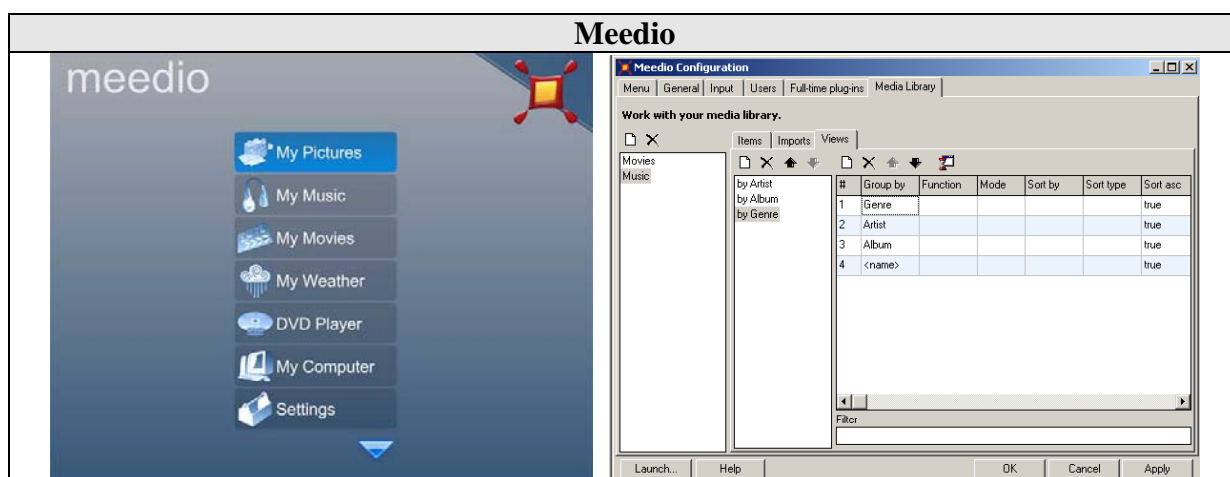 Meedio
meedio
My Pictures
My Music
My Movies
My Weather
DVD Player
My Computer
Settings
Meedio Configuration
Menu General Input Users Full-time plug-ins Media Library
Work with your media library.
Items Imports Views
Movies
Music
by Artist
by Album
by Genre
# Group by Function Mode Sort by Sort type Sort asc
1 Genre true
2 Artist true
3 Album true
4 <name> true
Filter
Launch... Help OK Cancel Apply